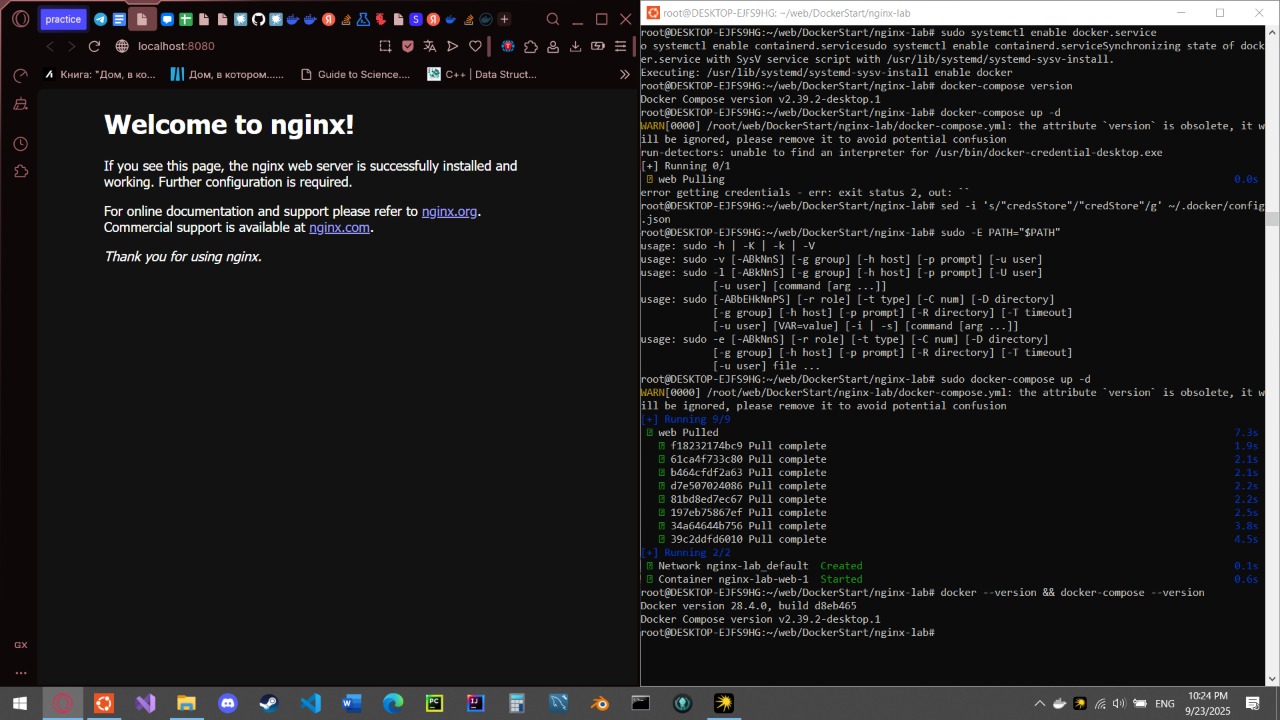 practice
localhost:8080
Книга: "Дом, в ко...
Дом, в котором......
Guide to Science....
C++ | Data Struct...
Welcome to nginx!
If you see this page, the nginx web server is successfully installed and
working. Further configuration is required.
For online documentation and support please refer to nginx.org.
Commercial support is available at nginx.com.
Thank you for using nginx.
GX
root@DESKTOP-EJFS9HG: ~/web/DockerStart/nginx-lab
root@DESKTOP-EJFS9HG:~/web/DockerStart/nginx-lab# sudo systemctl enable docker.service
o systemctl enable containerd.servicesudo systemctl enable containerd.serviceSynchronizing state of dock
er.service with SysV service script with /usr/lib/systemd/systemd-sysv-install.
Executing: /usr/lib/systemd/systemd-sysv-install enable docker
root@DESKTOP-EJFS9HG:~/web/DockerStart/nginx-lab# docker-compose version
Docker Compose version v2.39.2-desktop.1
root@DESKTOP-EJFS9HG:~/web/DockerStart/nginx-lab# docker-compose up -d
WARN[0000] /root/web/DockerStart/nginx-lab/docker-compose.yml: the attribute `version` is obsolete, it w
ill be ignored, please remove it to avoid potential confusion
run-detectors: unable to find an interpreter for /usr/bin/docker-credential-desktop.exe
[+] Running 0/1
web Pulling 0.0s
error getting credentials - err: exit status 2, out: ``
root@DESKTOP-EJFS9HG:~/web/DockerStart/nginx-lab# sed -i 's/"credsStore"/"credStore"/g' ~/.docker/config
.json
root@DESKTOP-EJFS9HG:~/web/DockerStart/nginx-lab# sudo -E PATH="$PATH"
usage: sudo -h | -K | -k | -V
usage: sudo -v [-ABkNnS] [-g group] [-h host] [-p prompt] [-u user]
usage: sudo -l [-ABkNnS] [-g group] [-h host] [-p prompt] [-U user]
[-u user] [command [arg ...]]
usage: sudo [-ABbEHkNnPS] [-r role] [-t type] [-C num] [-D directory]
[-g group] [-h host] [-p prompt] [-R directory] [-T timeout]
[-u user] [VAR=value] [-i | -s] [command [arg ...]]
usage: sudo -e [-ABkNnS] [-r role] [-t type] [-C num] [-D directory]
[-g group] [-h host] [-p prompt] [-R directory] [-T timeout]
[-u user] file ...
root@DESKTOP-EJFS9HG:~/web/DockerStart/nginx-lab# sudo docker-compose up -d
WARN[0000] /root/web/DockerStart/nginx-lab/docker-compose.yml: the attribute `version` is obsolete, it w
ill be ignored, please remove it to avoid potential confusion
[+] Running 9/9
web Pulled 7.3s
f18232174bc9 Pull complete 1.9s
61ca4f733c80 Pull complete 2.1s
b464cfdf2a63 Pull complete 2.1s
d7e507024086 Pull complete 2.2s
81bd8ed7ec67 Pull complete 2.2s
197eb75867ef Pull complete 2.5s
34a64644b756 Pull complete 3.8s
39c2ddfd6010 Pull complete 4.5s
[+] Running 2/2
Network nginx-lab_default Created 0.1s
Container nginx-lab-web-1 Started 0.6s
root@DESKTOP-EJFS9HG:~/web/DockerStart/nginx-lab# docker --version && docker-compose --version
Docker version 28.4.0, build d8eb465
Docker Compose version v2.39.2-desktop.1
root@DESKTOP-EJFS9HG:~/web/DockerStart/nginx-lab#
ENG
10:24 PM
9/23/2025